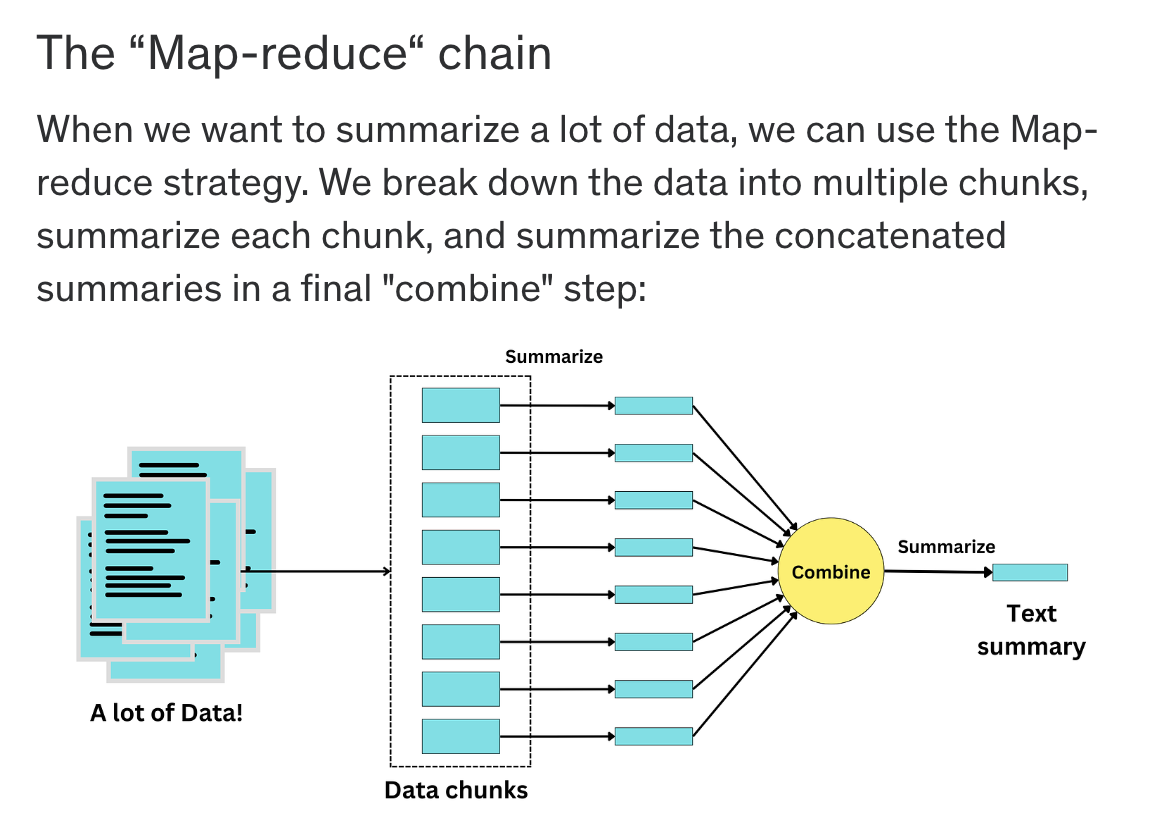 The “Map-reduce“ chain
When we want to summarize a lot of data, we can use the Map-
reduce strategy. We break down the data into multiple chunks,
summarize each chunk, and summarize the concatenated
summaries in a final "combine" step:
Summarize
Combine
Summarize
Text
summary
A lot of Data!
Data chunks